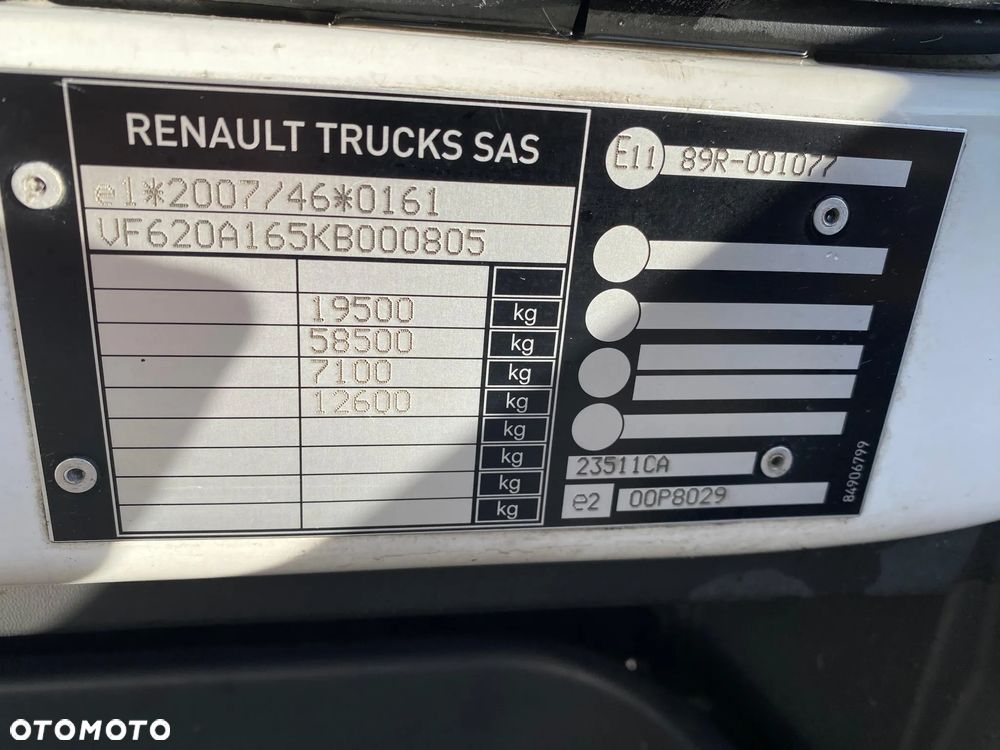 RENAULT TRUCKS SAS
e1*2007/46*0161
VF620A165KB000805
19500 kg
58500 kg
7100 kg
12600 kg
kg
kg
kg
kg
E11 89R-001077
23511CA
e2 00P8029
84906799
OTOMOTO